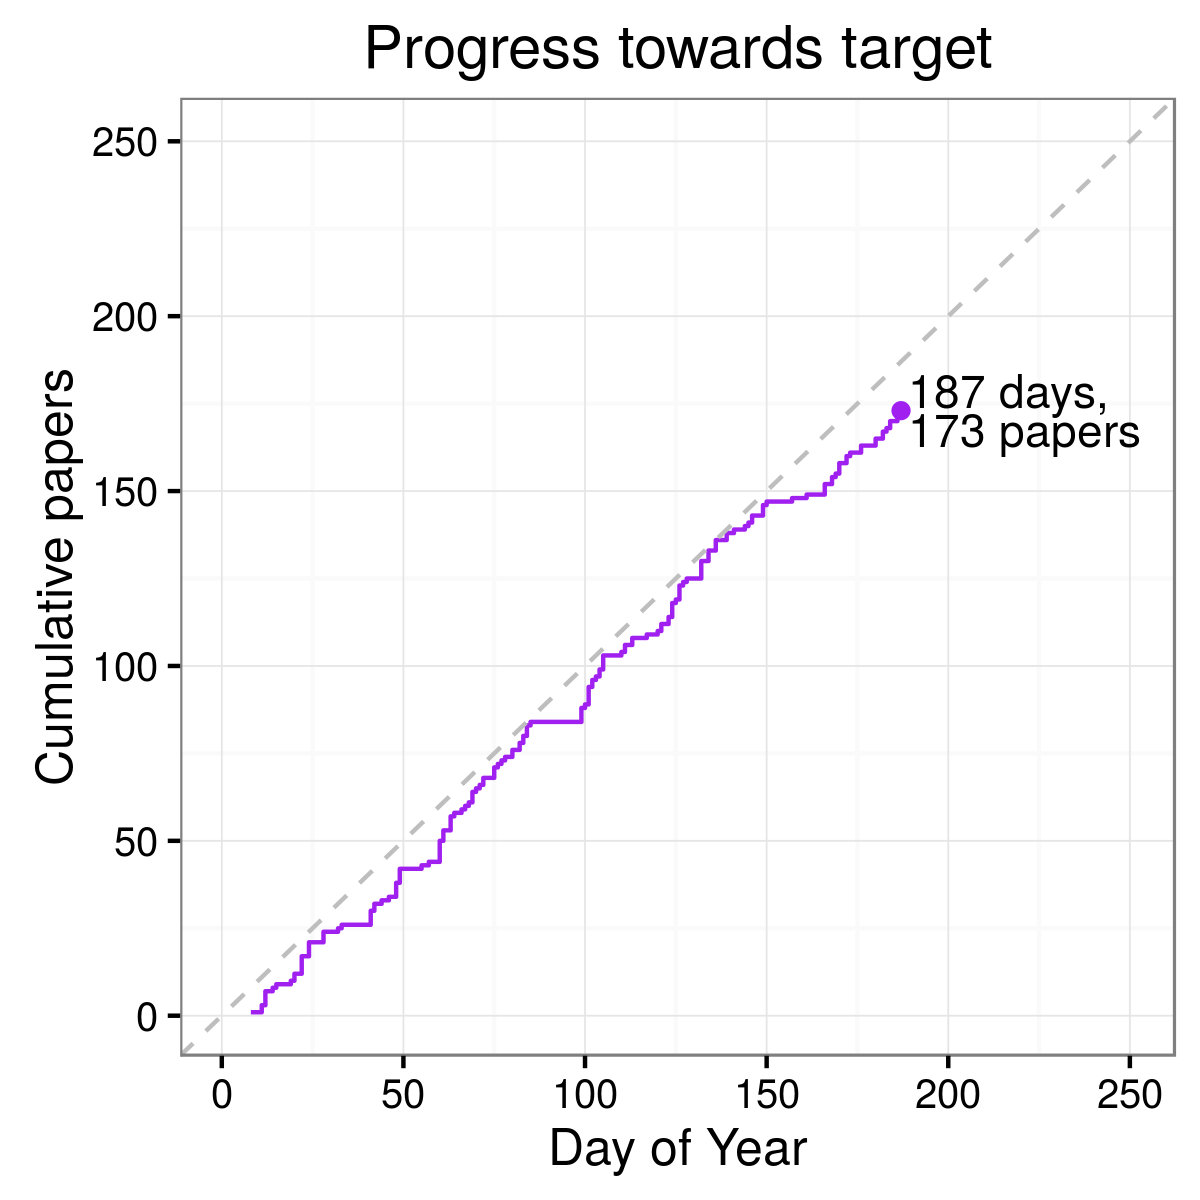 Progress towards target
250
200
150
100
50
0
Cumulative papers
187 days,
173 papers
0 50 100 150 200 250
Day of Year